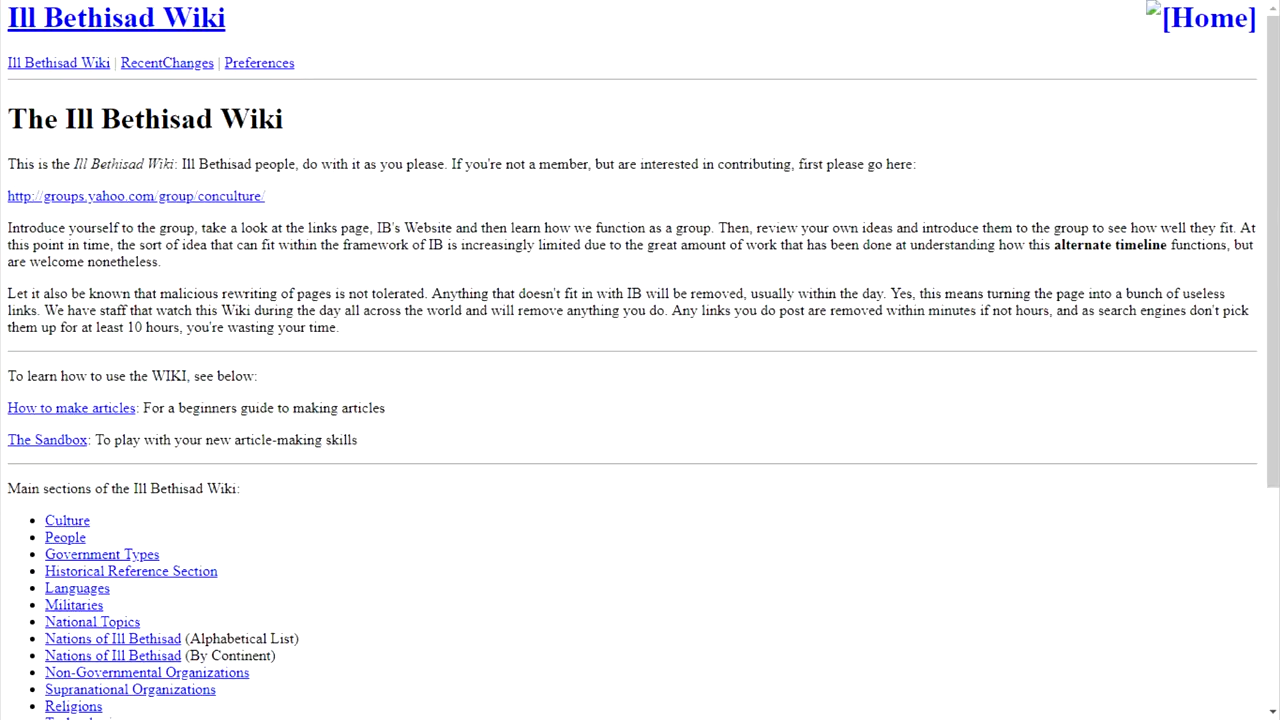 Ill Bethisad Wiki
[Home]
Ill Bethisad Wiki | RecentChanges | Preferences
The Ill Bethisad Wiki
This is the Ill Bethisad Wiki: Ill Bethisad people, do with it as you please. If you're not a member, but are interested in contributing, first please go here:
http://groups.yahoo.com/group/conculture/
Introduce yourself to the group, take a look at the links page, IB's Website and then learn how we function as a group. Then, review your own ideas and introduce them to the group to see how well they fit. At
this point in time, the sort of idea that can fit within the framework of IB is increasingly limited due to the great amount of work that has been done at understanding how this alternate timeline functions, but
are welcome nonetheless.
Let it also be known that malicious rewriting of pages is not tolerated. Anything that doesn't fit in with IB will be removed, usually within the day. Yes, this means turning the page into a bunch of useless
links. We have staff that watch this Wiki during the day all across the world and will remove anything you do. Any links you do post are removed within minutes if not hours, and as search engines don't pick
them up for at least 10 hours, you're wasting your time.
To learn how to use the WIKI, see below:
How to make articles: For a beginners guide to making articles
The Sandbox: To play with your new article-making skills
Main sections of the Ill Bethisad Wiki:
Culture
People
Government Types
Historical Reference Section
Languages
Militaries
National Topics
Nations of Ill Bethisad (Alphabetical List)
Nations of Ill Bethisad (By Continent)
Non-Governmental Organizations
Supranational Organizations
Religions